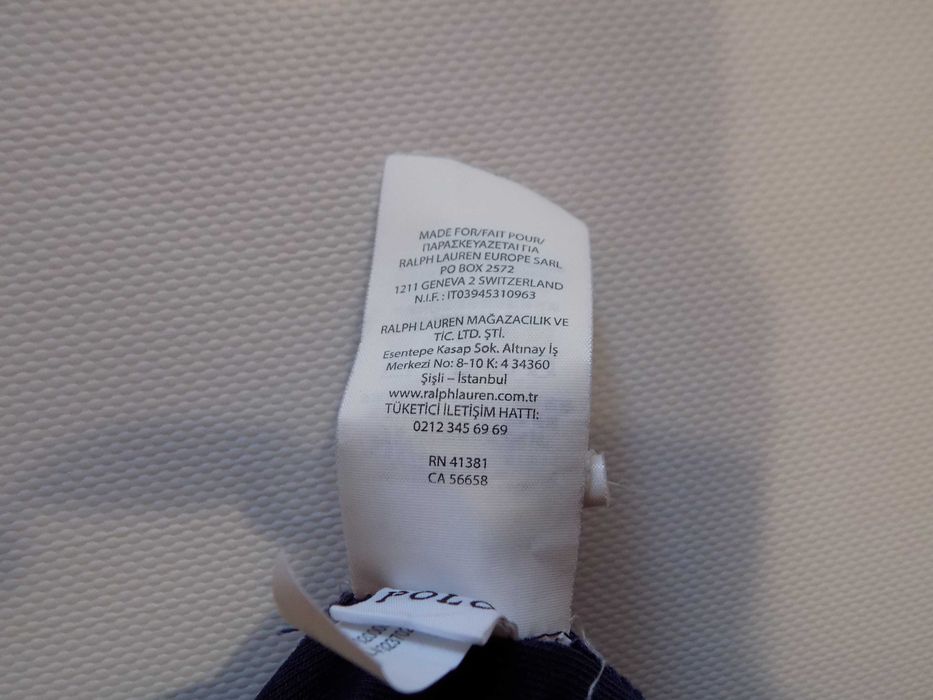 MADE FOR/FAIT POUR/
ΠΑΡΑΣΚΕΥΑΖΕΤΑΙ ΓΙΑ
RALPH LAUREN EUROPE SARL
PO BOX 2572
1211 GENEVA 2 SWITZERLAND
N.I.F. : IT03945310963
RALPH LAUREN MAĞAZACILIK VE
TİC. LTD. ŞTİ.
Esentepe Kasap Sok. Altınay İş
Merkezi No: 8-10 K: 4 34360
Şişli – İstanbul
www.ralphlauren.com.tr
TÜKETİCİ İLETİŞİM HATTI:
0212 345 69 69
RN 41381
CA 56658
POLO